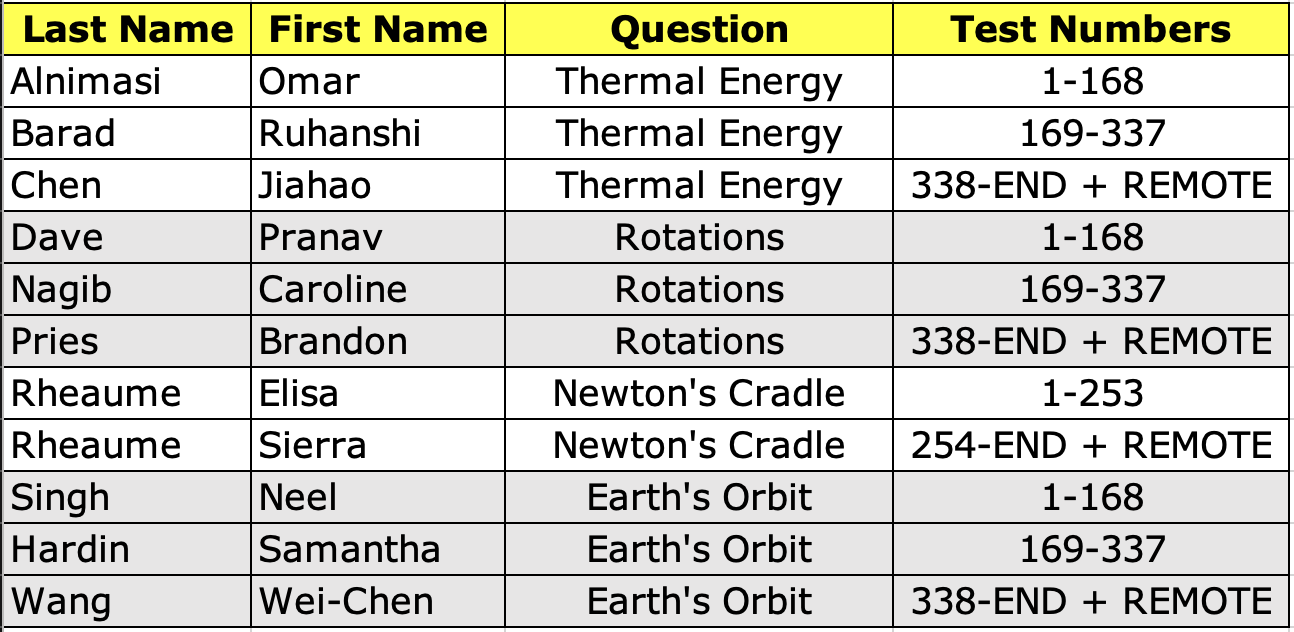 Last Name First Name Question Test Numbers
Alnimasi Omar Thermal Energy 1-168
Barad Ruhanshi Thermal Energy 169-337
Chen Jiahao Thermal Energy 338-END + REMOTE
Dave Pranav Rotations 1-168
Nagib Caroline Rotations 169-337
Pries Brandon Rotations 338-END + REMOTE
Rheaume Elisa Newton's Cradle 1-253
Rheaume Sierra Newton's Cradle 254-END + REMOTE
Singh Neel Earth's Orbit 1-168
Hardin Samantha Earth's Orbit 169-337
Wang Wei-Chen Earth's Orbit 338-END + REMOTE